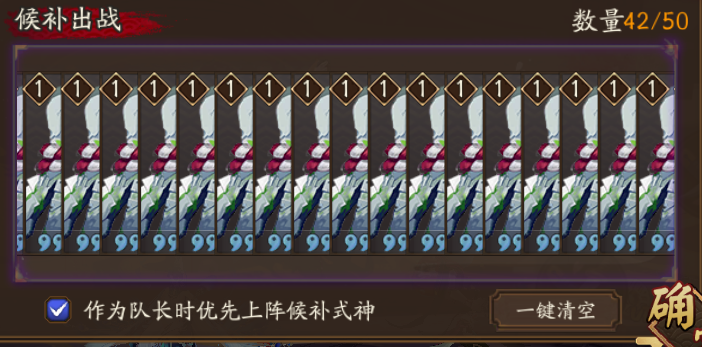 候补出战
数量42/50
1 1 1 1 1 1 1 1 1 1 1 1 1 1 1 1 1
99 99 99 99 99 99 99 99 99 99 99 99 99 99 99 99 99
作为队长时优先上阵候补式神
一键清空
确